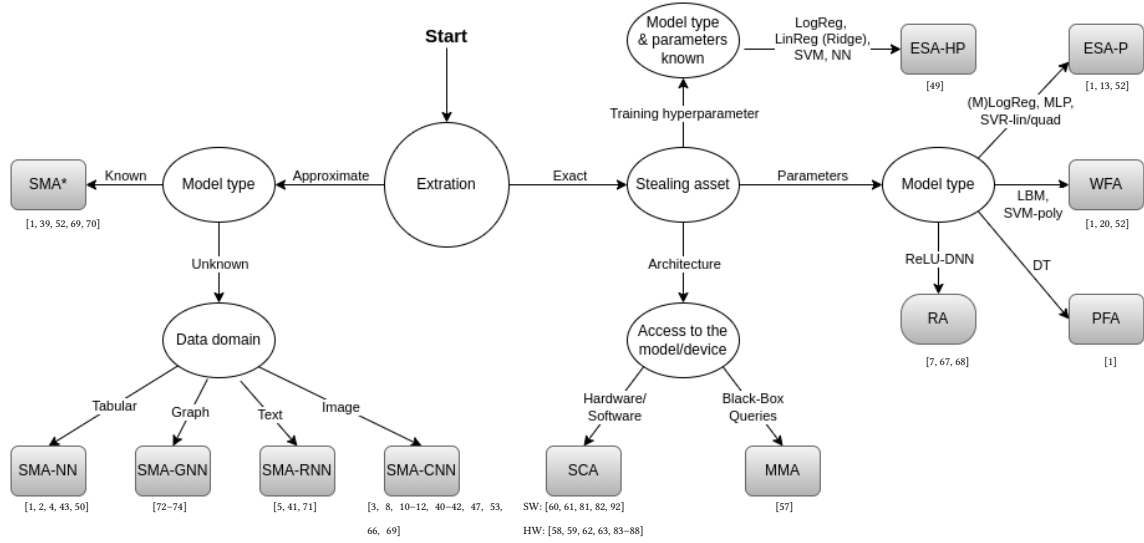 Start
Extration
Approximate
Model type
Known
SMA*
[1, 39, 52, 69, 70]
Unknown
Data domain
Tabular
Graph
Text
Image
SMA-NN
[1, 2, 4, 43, 50]
SMA-GNN
[72–74]
SMA-RNN
[5, 41, 71]
SMA-CNN
[3, 8, 10–12, 40–42, 47, 53,
66, 69]
Exact
Stealing asset
Training hyperparameter
Model type
& parameters
known
LogReg,
LinReg (Ridge),
SVM, NN
ESA-HP
[49]
Architecture
Access to the
model/device
Hardware/
Software
SCA
SW: [60, 61, 81, 82, 92]
HW: [58, 59, 62, 63, 83–88]
Black-Box
Queries
MMA
[57]
Parameters
Model type
(M)LogReg, MLP,
SVR-lin/quad
ESA-P
[1, 13, 52]
LBM,
SVM-poly
WFA
[1, 20, 52]
DT
PFA
[1]
ReLU-DNN
RA
[7, 67, 68]